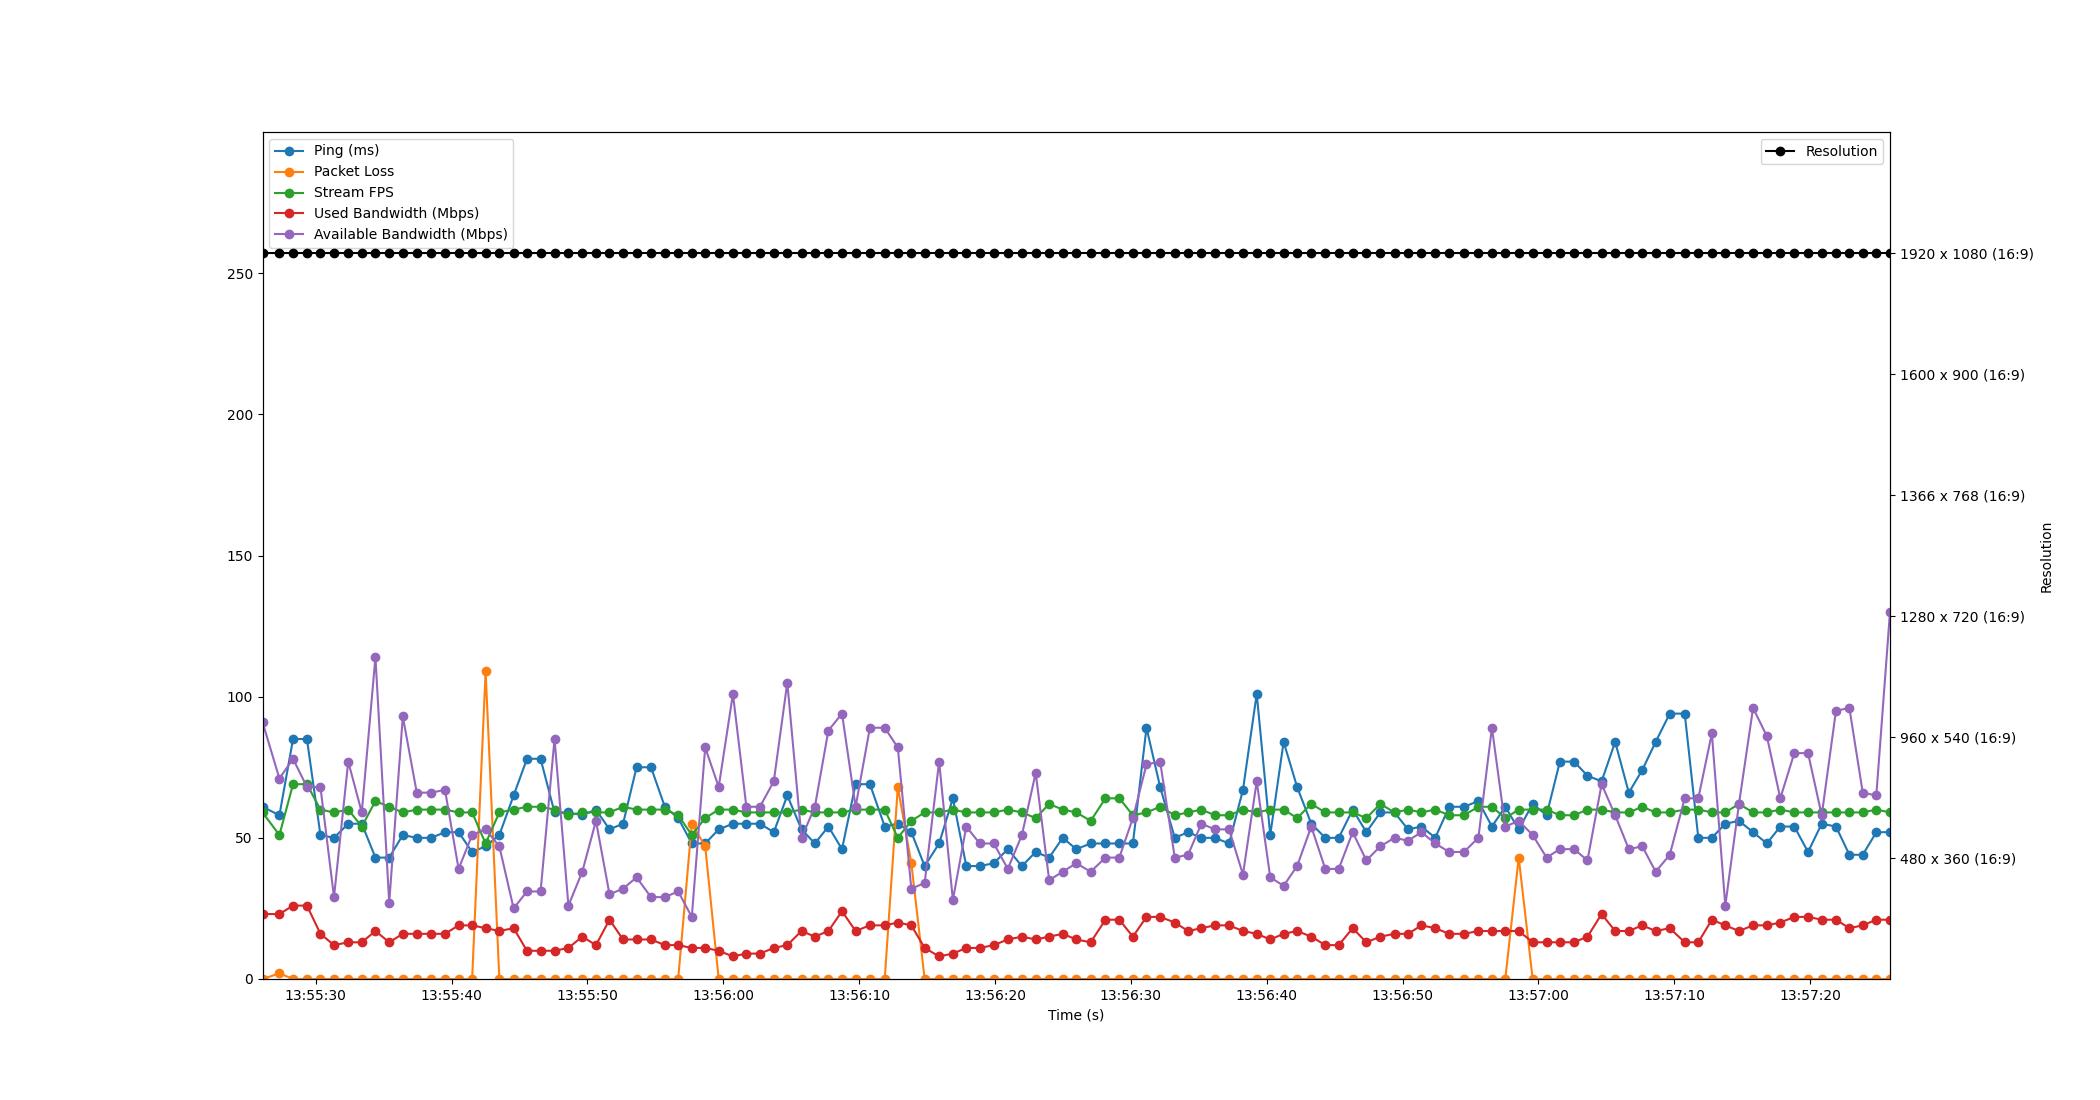 Ping (ms)
Packet Loss
Stream FPS
Used Bandwidth (Mbps)
Available Bandwidth (Mbps)
Resolution
250
200
150
100
50
0
1920 x 1080 (16:9)
1600 x 900 (16:9)
1366 x 768 (16:9)
1280 x 720 (16:9)
960 x 540 (16:9)
480 x 360 (16:9)
Resolution
13:55:30 13:55:40 13:55:50 13:56:00 13:56:10 13:56:20 13:56:30 13:56:40 13:56:50 13:57:00 13:57:10 13:57:20
Time (s)